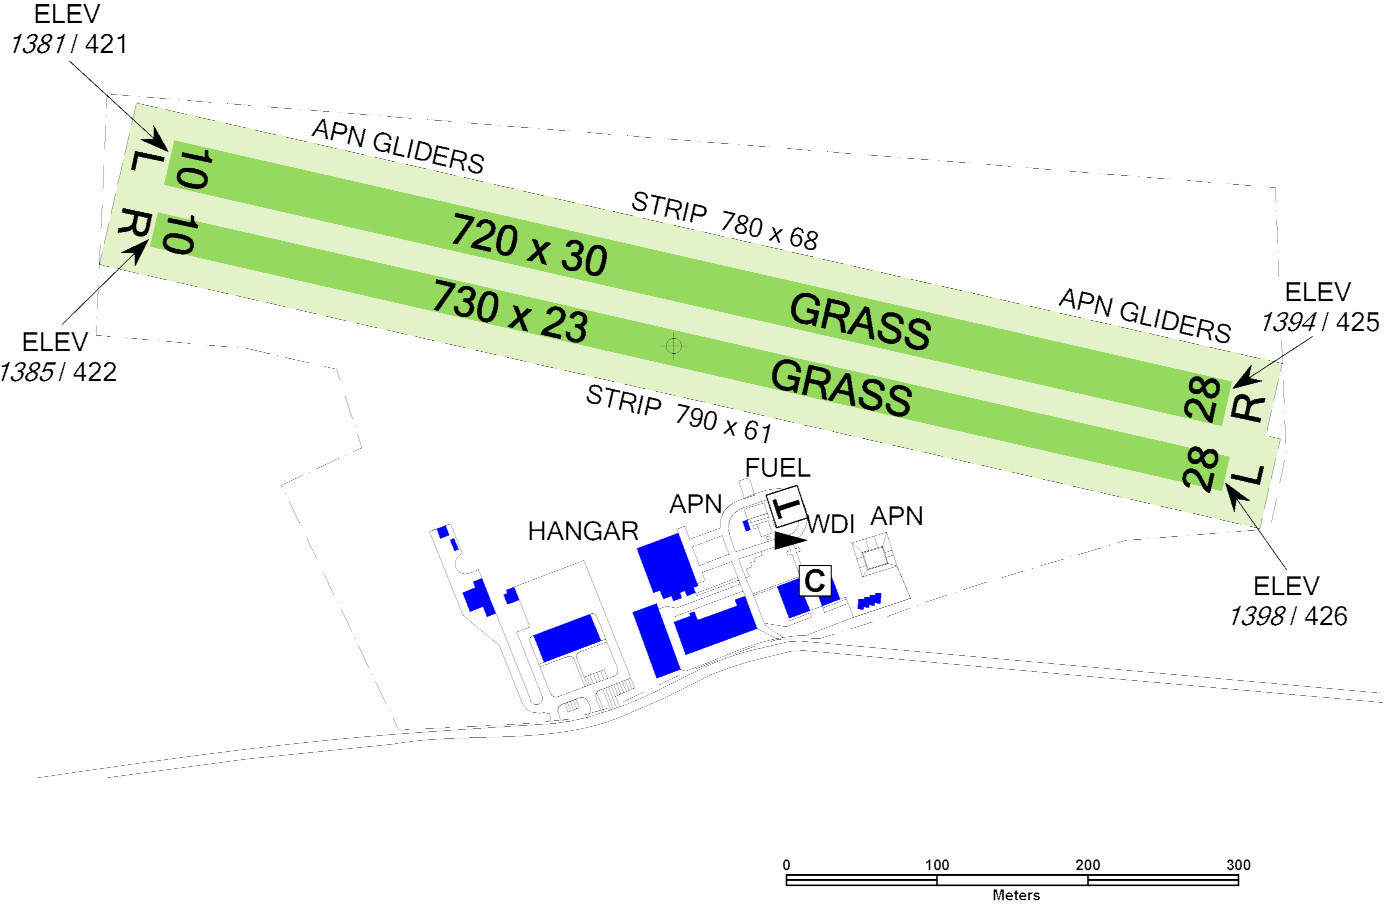 ELEV
1381 / 421
APN GLIDERS
L
10
STRIP 780 x 68
R
10
720 x 30
GRASS
APN GLIDERS
ELEV
1394 / 425
730 x 23
GRASS
28
R
ELEV
1385 / 422
STRIP 790 x 61
28
L
FUEL
APN
T
WDI
APN
HANGAR
C
ELEV
1398 / 426
0 100 200 300
Meters